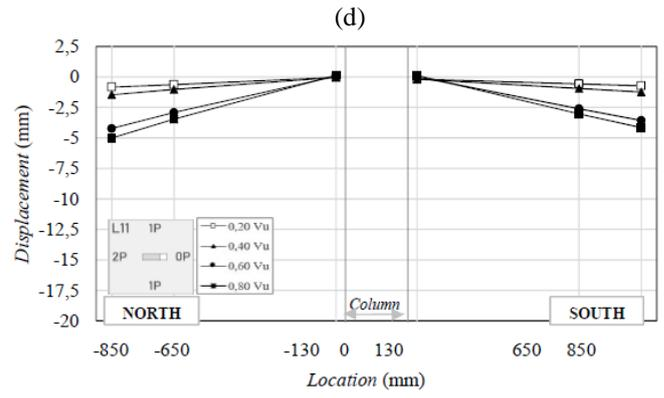 (d)
2,5
0
-2,5
-5
-7,5
-10
-12,5
-15
-17,5
-20
Displacement (mm)
L11 1P
2P 0P
1P
0,20 Vu
0,40 Vu
0,60 Vu
0,80 Vu
NORTH
Column
SOUTH
-850 -650 -130 0 130 650 850
Location (mm)